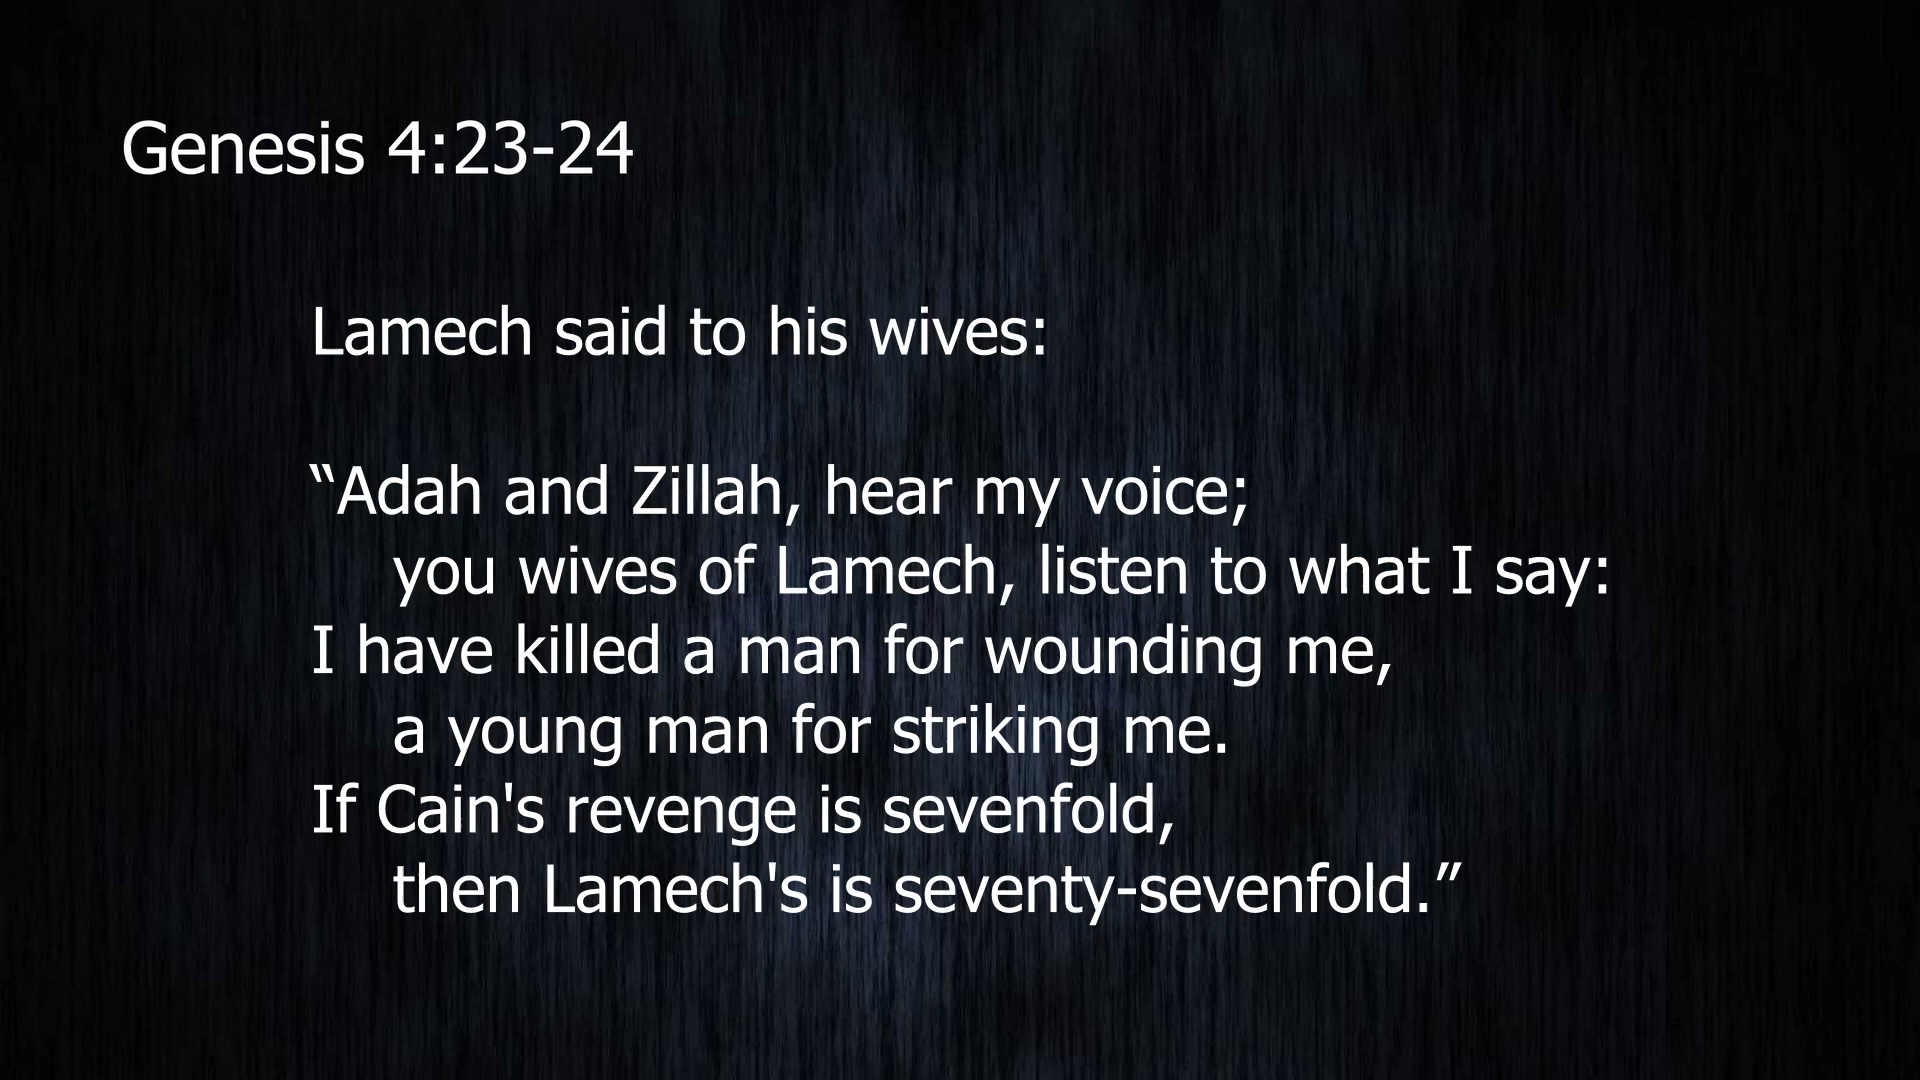 Genesis 4:23-24
Lamech said to his wives:
“Adah and Zillah, hear my voice;
you wives of Lamech, listen to what I say:
I have killed a man for wounding me,
a young man for striking me.
If Cain's revenge is sevenfold,
then Lamech's is seventy-sevenfold.”